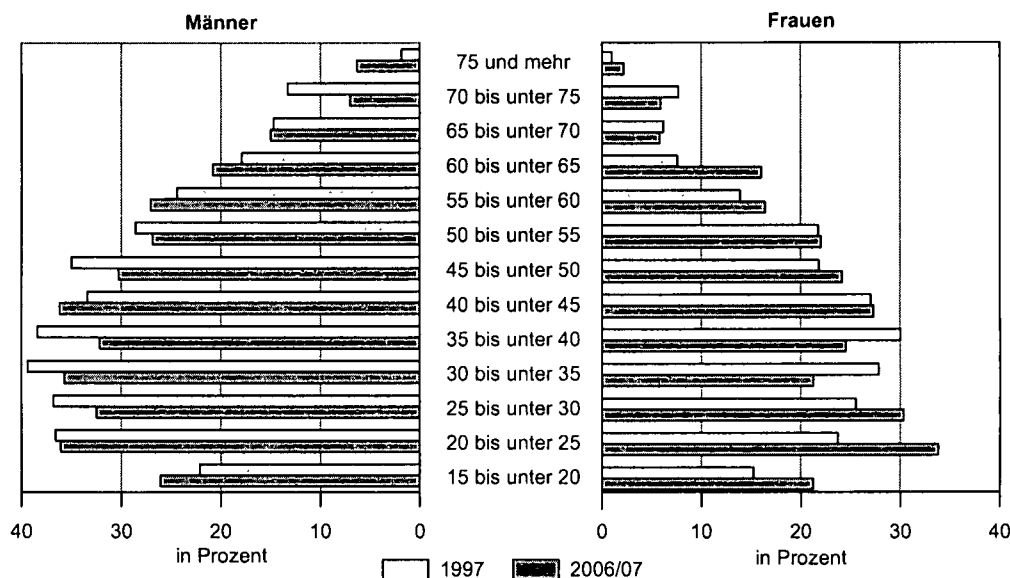 Männer
Frauen
75 und mehr
70 bis unter 75
65 bis unter 70
60 bis unter 65
55 bis unter 60
50 bis unter 55
45 bis unter 50
40 bis unter 45
35 bis unter 40
30 bis unter 35
25 bis unter 30
20 bis unter 25
15 bis unter 20
40 30 20 10 0
0 10 20 30 40
in Prozent
in Prozent
1997
2006/07